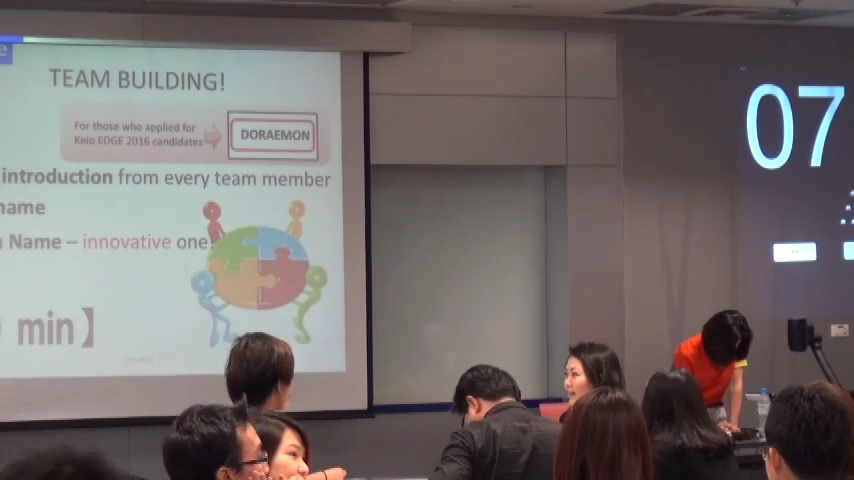 e
TEAM BUILDING!
For those who applied for
Keio EDGE 2016 candidates
DORAEMON
introduction from every team member
name
Name – innovative one!
min】
07